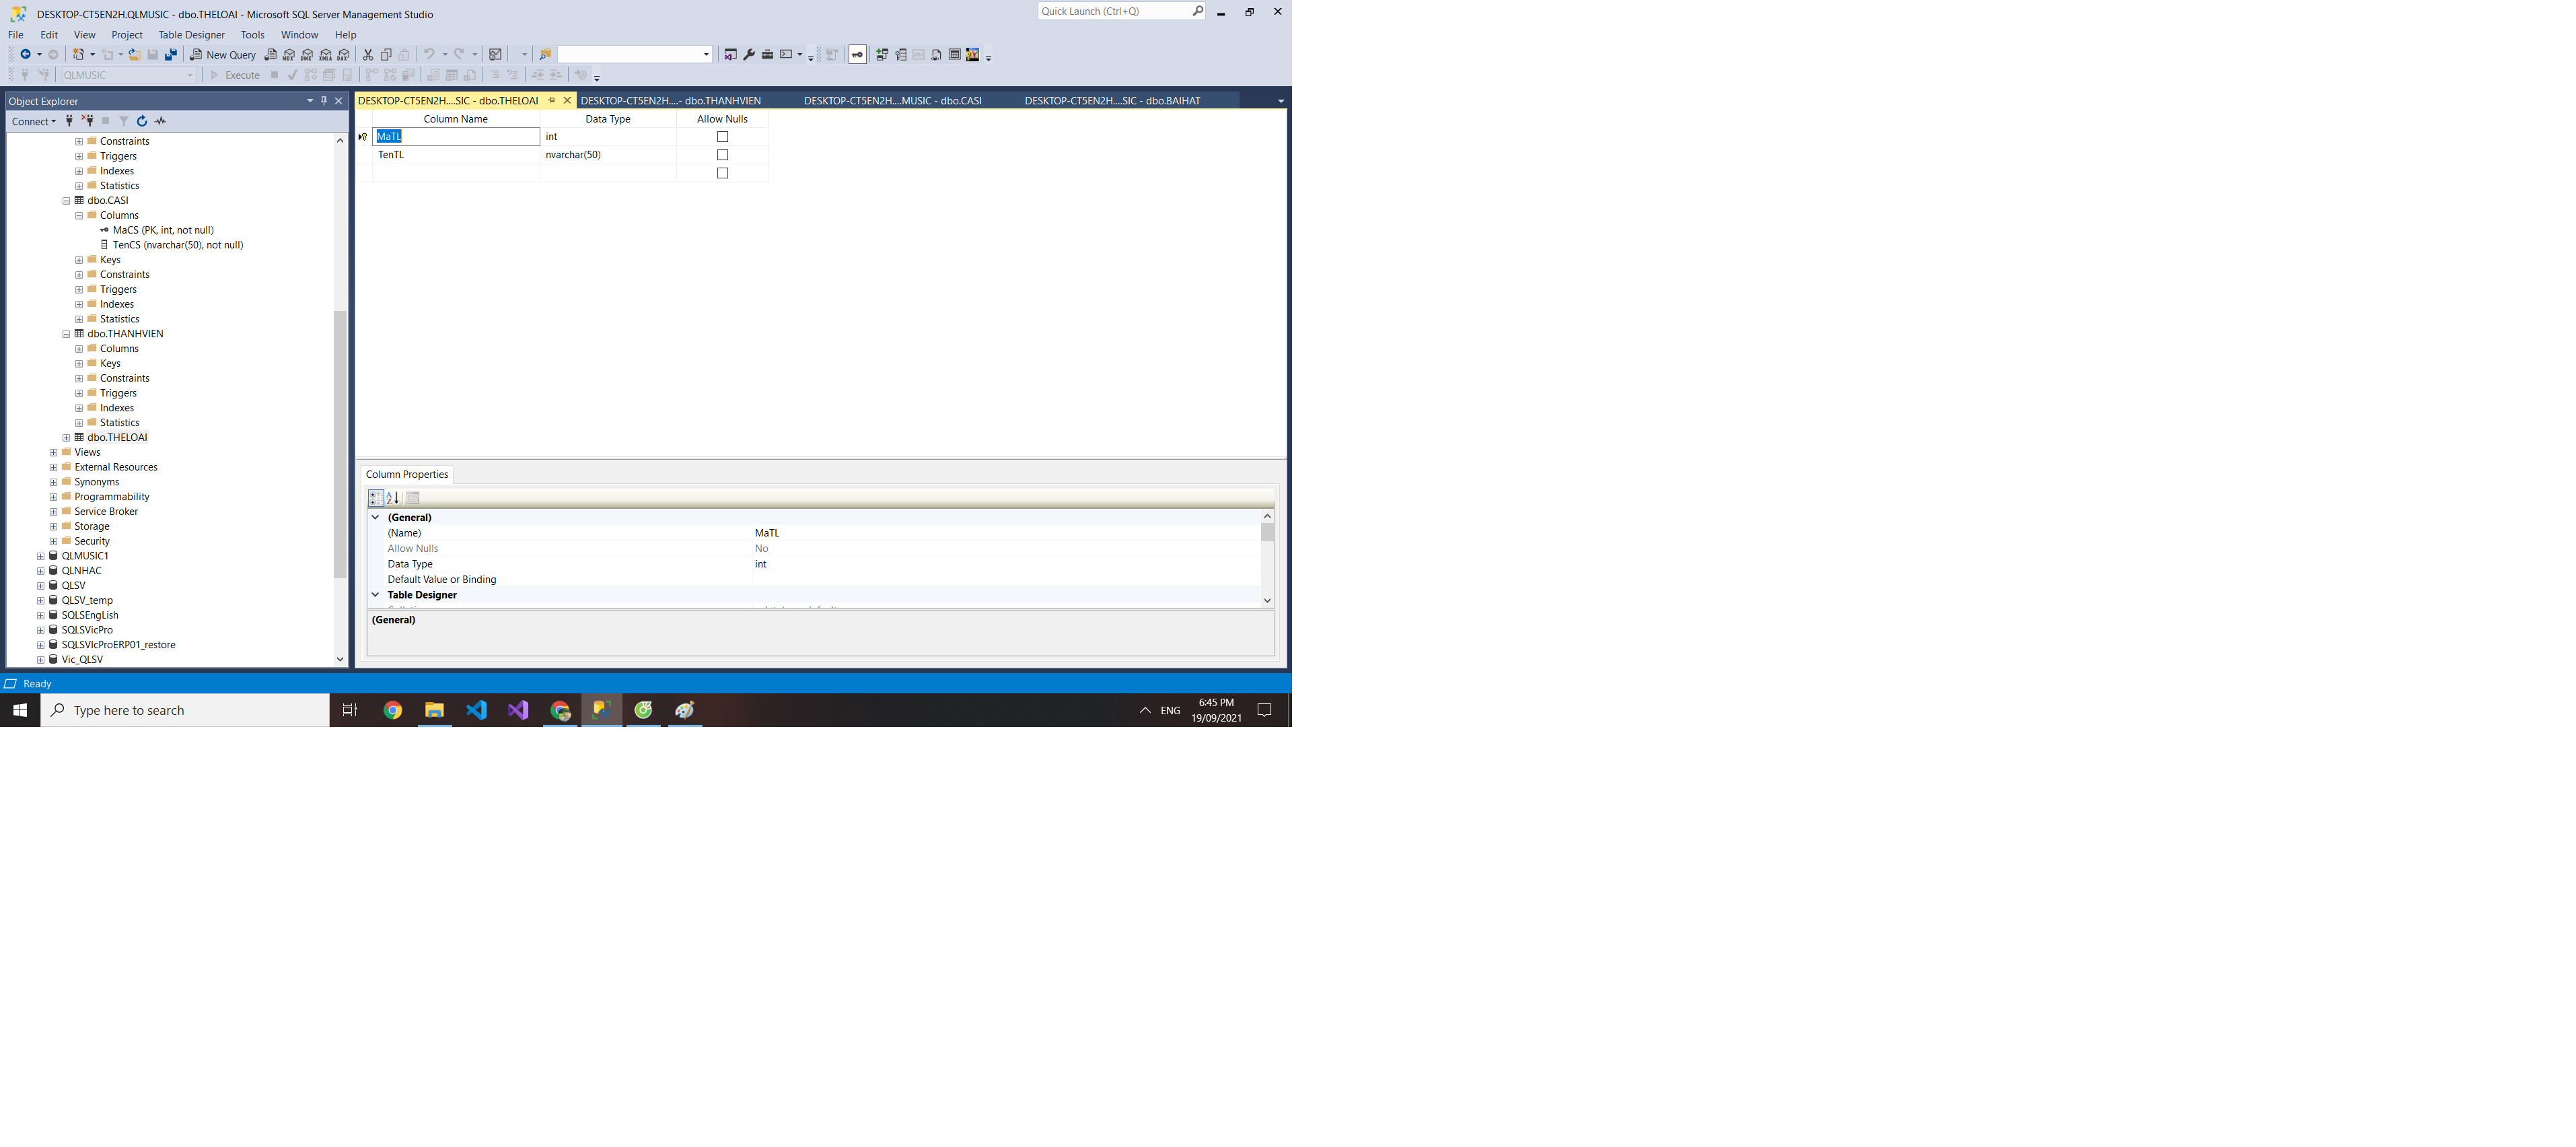 DESKTOP-CT5EN2H.QLMUSIC - dbo.THELOAI - Microsoft SQL Server Management Studio
Quick Launch (Ctrl+Q)
File Edit View Project Table Designer Tools Window Help
New Query
QLMUSIC
Execute
Object Explorer
Connect
Constraints
Triggers
Indexes
Statistics
dbo.CASI
Columns
MaCS (PK, int, not null)
TenCS (nvarchar(50), not null)
Keys
Constraints
Triggers
Indexes
Statistics
dbo.THANHVIEN
Columns
Keys
Constraints
Triggers
Indexes
Statistics
dbo.THELOAI
Views
External Resources
Synonyms
Programmability
Service Broker
Storage
Security
QLMUSIC1
QLNHAC
QLSV
QLSV_temp
SQLSEngLish
SQLSVicPro
SQLSVIcProERP01_restore
Vic_QLSV
DESKTOP-CT5EN2H....SIC - dbo.THELOAI
DESKTOP-CT5EN2H....- dbo.THANHVIEN
DESKTOP-CT5EN2H....MUSIC - dbo.CASI
DESKTOP-CT5EN2H....SIC - dbo.BAIHAT
Column Name Data Type Allow Nulls
MaTL int
TenTL nvarchar(50)
Column Properties
(General)
(Name) MaTL
Allow Nulls No
Data Type int
Default Value or Binding
Table Designer
(General)
Ready
Type here to search
ENG
6:45 PM
19/09/2021